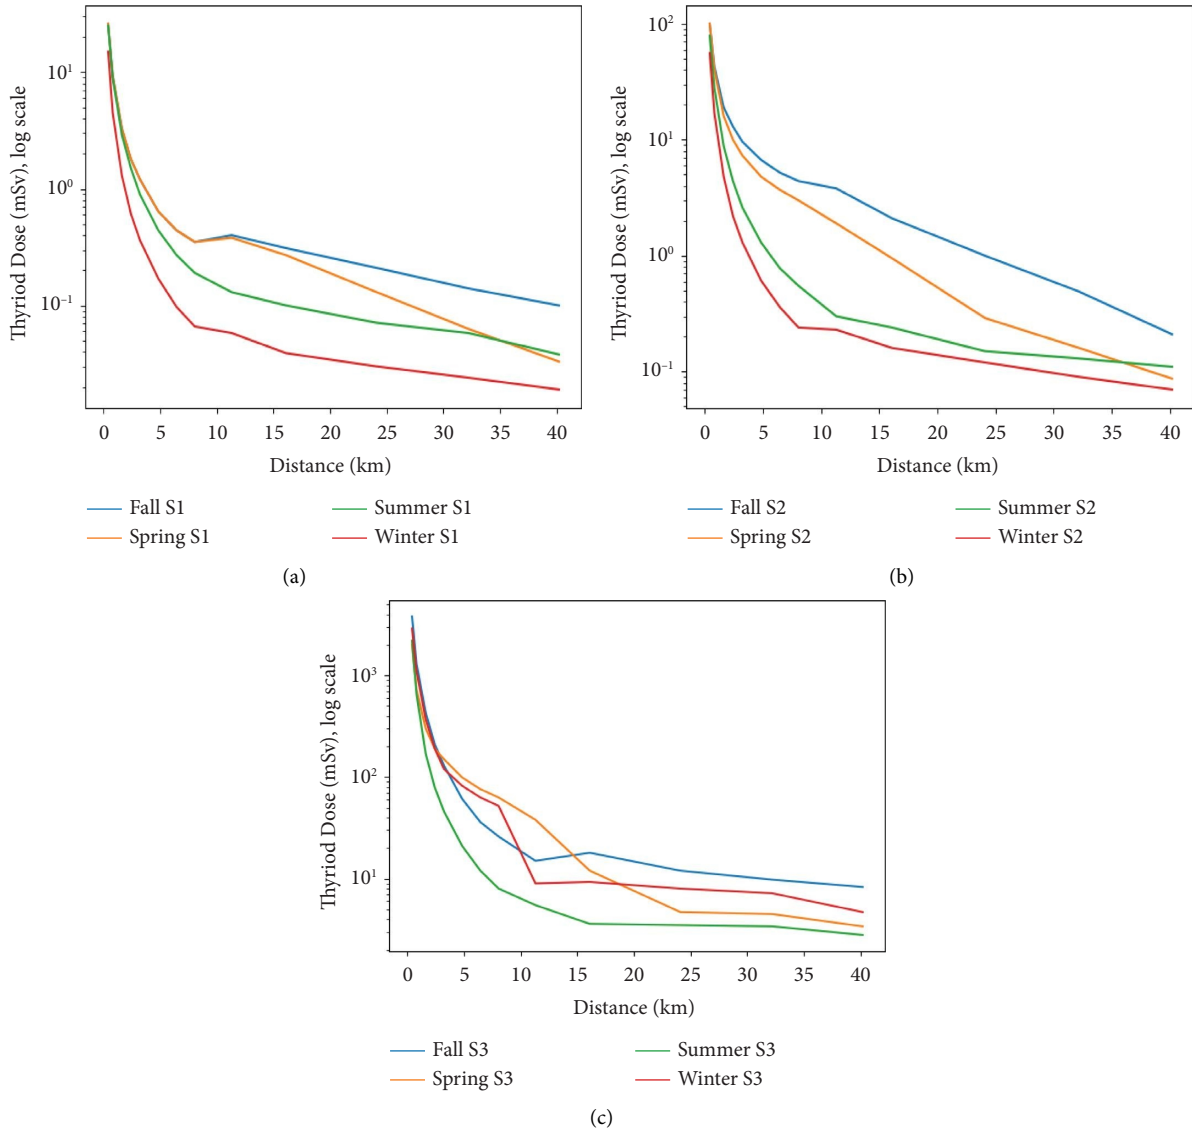 Thyriod Dose (mSv), log scale
10¹
10⁰
10⁻¹
0 5 10 15 20 25 30 35 40
Distance (km)
Fall S1
Spring S1
Summer S1
Winter S1
(a)
Thyriod Dose (mSv), log scale
10²
10¹
10⁰
10⁻¹
0 5 10 15 20 25 30 35 40
Distance (km)
Fall S2
Spring S2
Summer S2
Winter S2
(b)
Thyriod Dose (mSv), log scale
10³
10²
10¹
0 5 10 15 20 25 30 35 40
Distance (km)
Fall S3
Spring S3
Summer S3
Winter S3
(c)